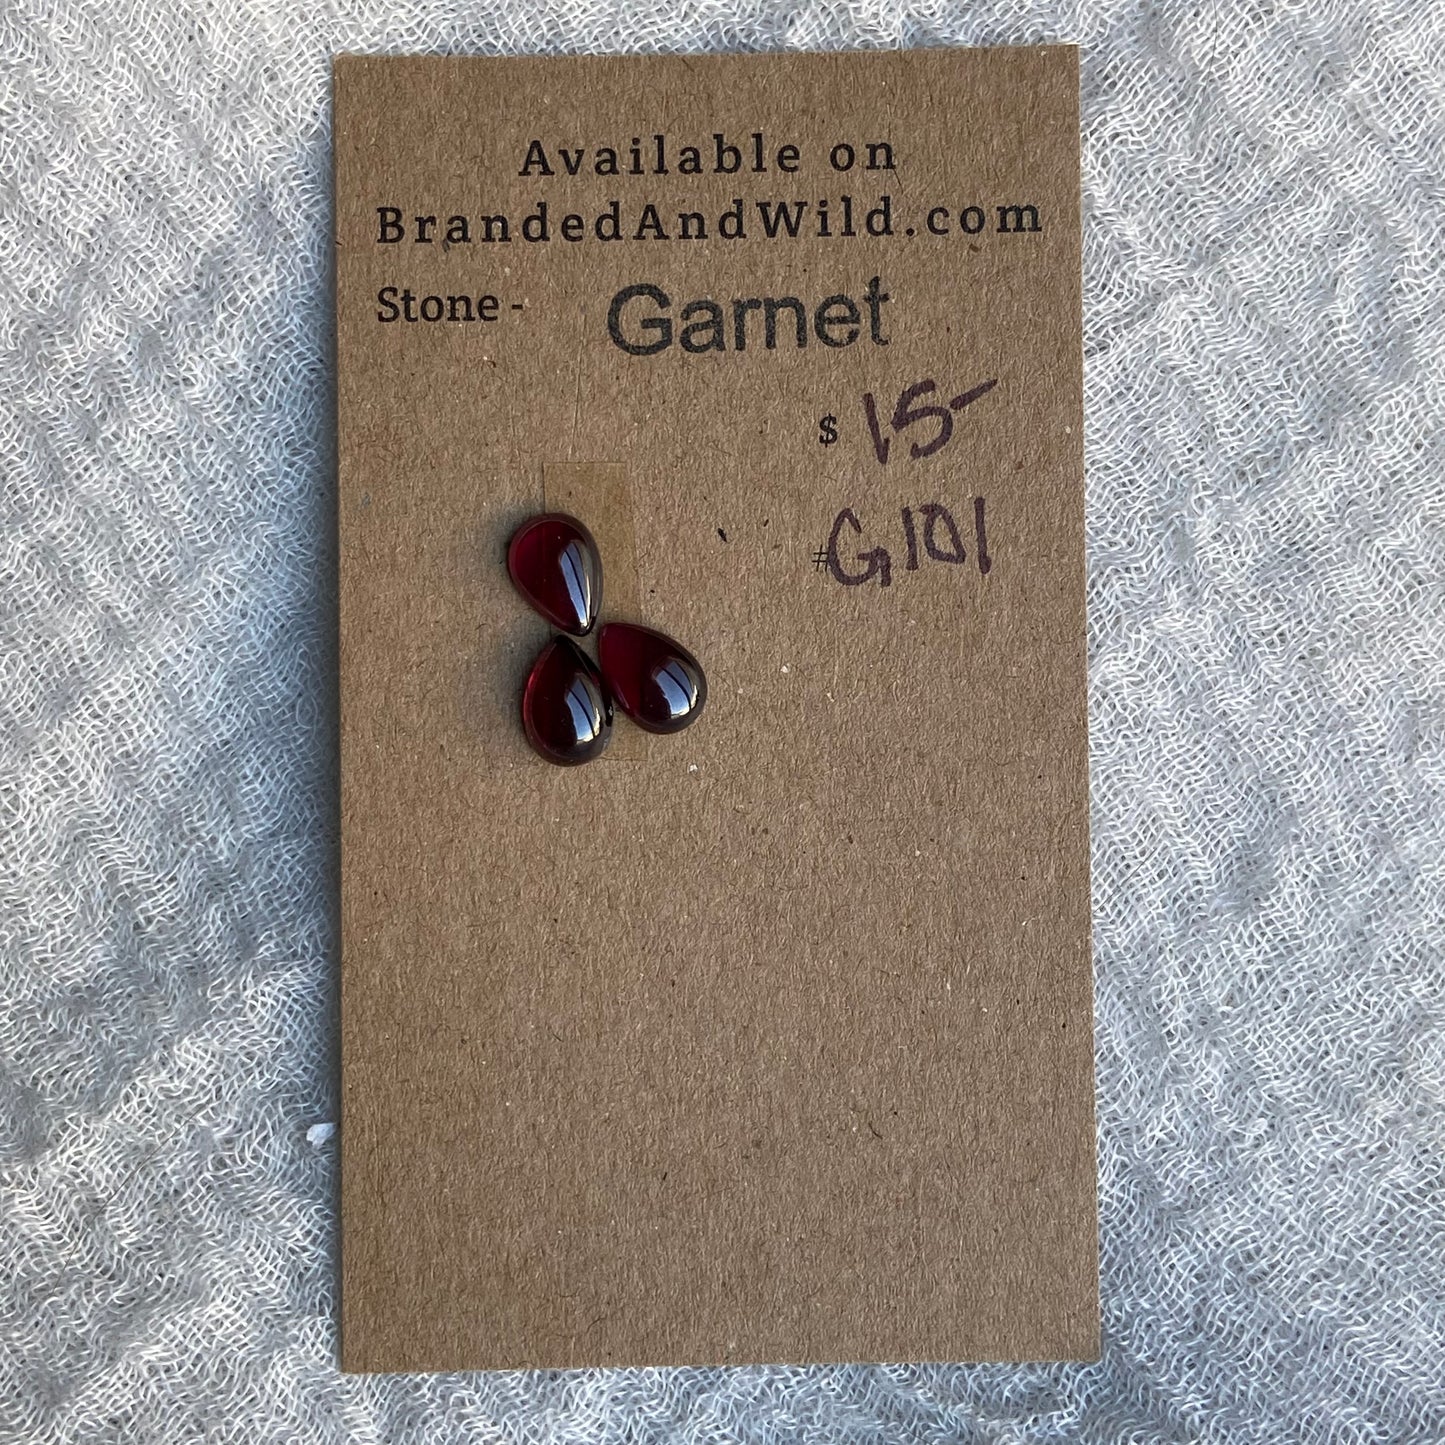 Available on
BrandedAndWild.com
Stone - Garnet
$ 15-
#G101